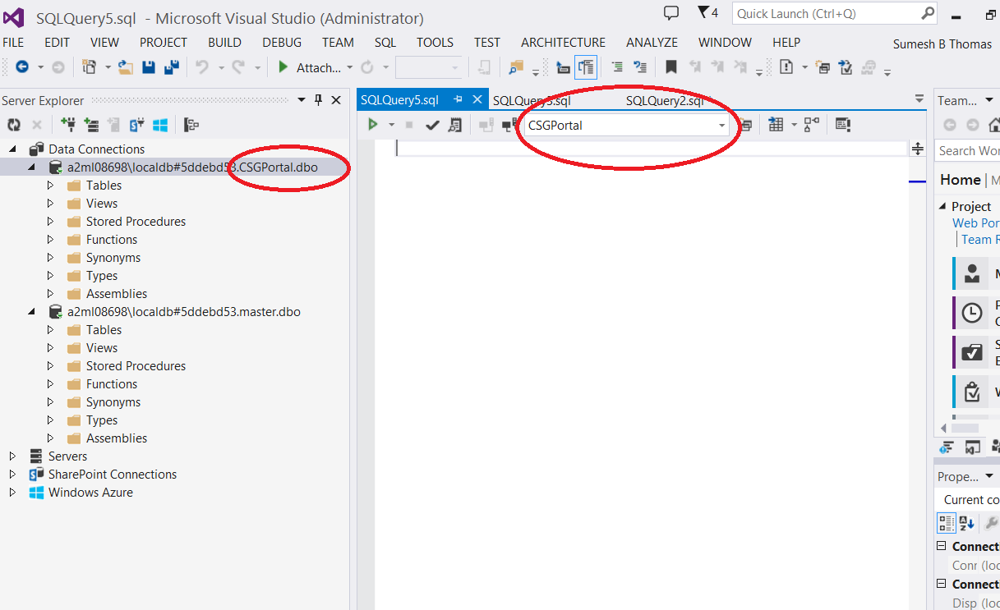 SQLQuery5.sql - Microsoft Visual Studio (Administrator)
4
Quick Launch (Ctrl+Q)
FILE EDIT VIEW PROJECT BUILD DEBUG TEAM SQL TOOLS TEST ARCHITECTURE ANALYZE WINDOW HELP
Sumesh B Thomas
Attach...
Server Explorer
SQLQuery5.sql
SQLQuery3.sql
SQLQuery2.sql
Team...
CSGPortal
Data Connections
a2ml08698\localdb#5ddebd53.CSGPortal.dbo
Tables
Views
Stored Procedures
Functions
Synonyms
Types
Assemblies
a2ml08698\localdb#5ddebd53.master.dbo
Tables
Views
Stored Procedures
Functions
Synonyms
Types
Assemblies
Servers
SharePoint Connections
Windows Azure
Search Wor
Home | M
Project
Web Por
Team R
Prope...
Current co
Connecti
Conr (loc
Connecti
Disp (loc